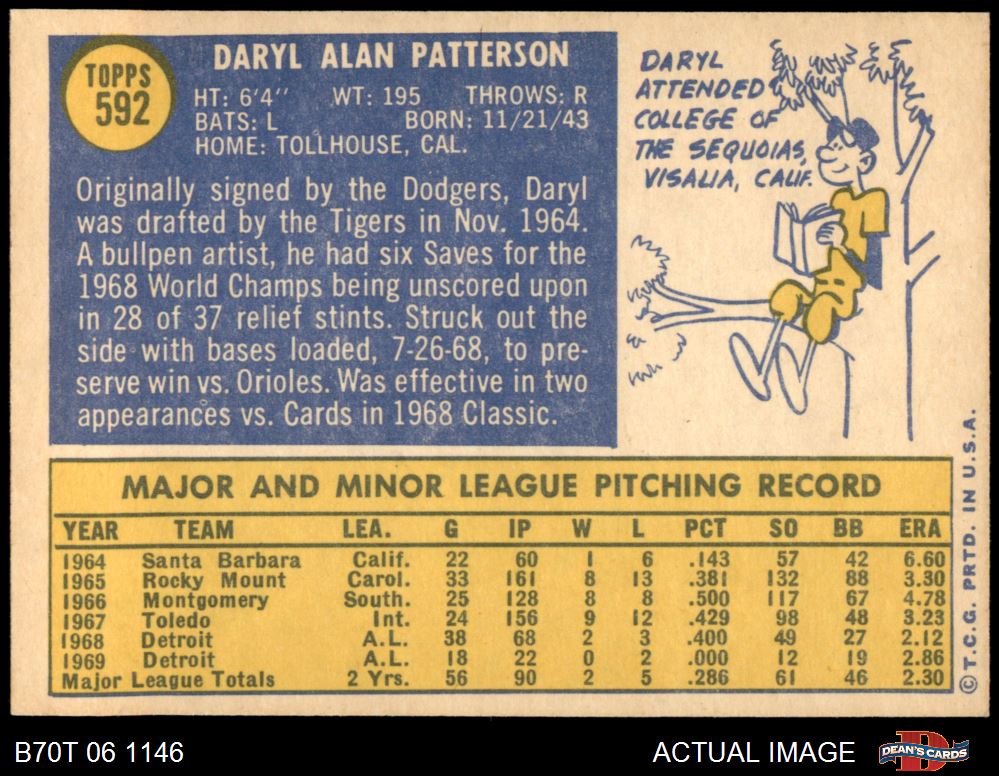 TOPPS
592
DARYL ALAN PATTERSON
HT: 6'4" WT: 195 THROWS: R
BATS: L BORN: 11/21/43
HOME: TOLLHOUSE, CAL.
Originally signed by the Dodgers, Daryl
was drafted by the Tigers in Nov. 1964.
A bullpen artist, he had six Saves for the
1968 World Champs being unscored upon
in 28 of 37 relief stints. Struck out the
side with bases loaded, 7-26-68, to pre-
serve win vs. Orioles. Was effective in two
appearances vs. Cards in 1968 Classic.
DARYL
ATTENDED
COLLEGE OF
THE SEQUOIAS,
VISALIA, CALIF.
MAJOR AND MINOR LEAGUE PITCHING RECORD
YEAR TEAM LEA. G IP W L PCT SO BB ERA
1964 Santa Barbara Calif. 22 60 1 6 .143 57 42 6.60
1965 Rocky Mount Carol. 33 161 8 13 .381 132 88 3.30
1966 Montgomery South. 25 128 8 8 .500 117 67 4.78
1967 Toledo Int. 24 156 9 12 .429 98 48 3.23
1968 Detroit A.L. 38 68 2 3 .400 49 27 2.12
1969 Detroit A.L. 18 22 0 2 .000 12 19 2.86
Major League Totals 2 Yrs. 56 90 2 5 .286 61 46 2.30
© T.C.G. PRTD. IN U.S.A.
B70T 06 1146
ACTUAL IMAGE
D
DEAN'S CARDS